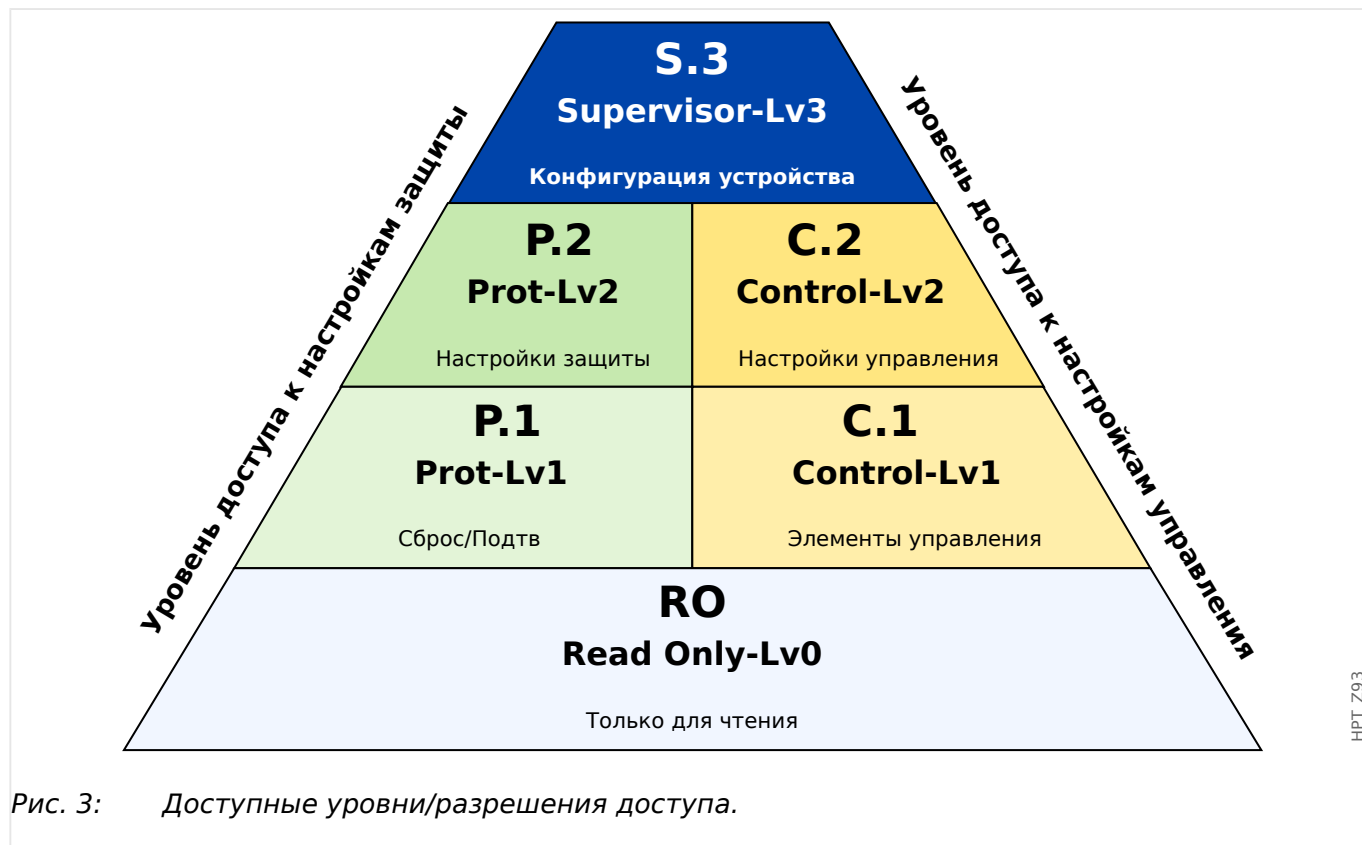 S.3
Supervisor-Lv3
Конфигурация устройства
Уровень доступа к настройкам защиты
Уровень доступа к настройкам управления
P.2
Prot-Lv2
Настройки защиты
C.2
Control-Lv2
Настройки управления
P.1
Prot-Lv1
Сброс/Подтв
C.1
Control-Lv1
Элементы управления
RO
Read Only-Lv0
Только для чтения
HPT_Z93
Рис. 3: Доступные уровни/разрешения доступа.